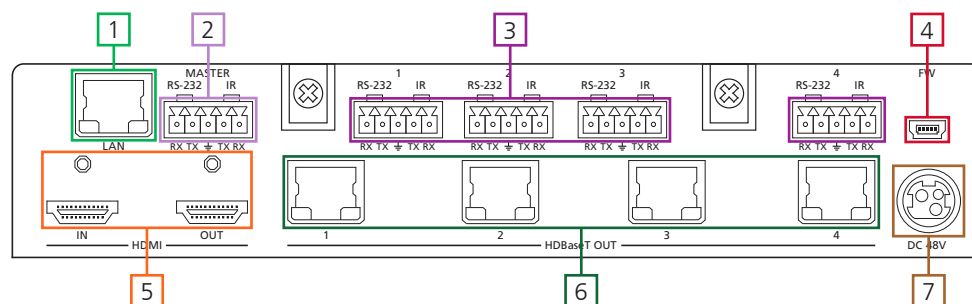 1 2 3 4
MASTER 1 2 3 4 FW
RS-232 IR RS-232 IR RS-232 IR RS-232 IR RS-232 IR
LAN RX TX TX RX RX TX TX RX RX TX TX RX RX TX TX RX RX TX TX RX
IN OUT 1 2 3 4
HDMI HDBaseT OUT DC 48V
5 6 7